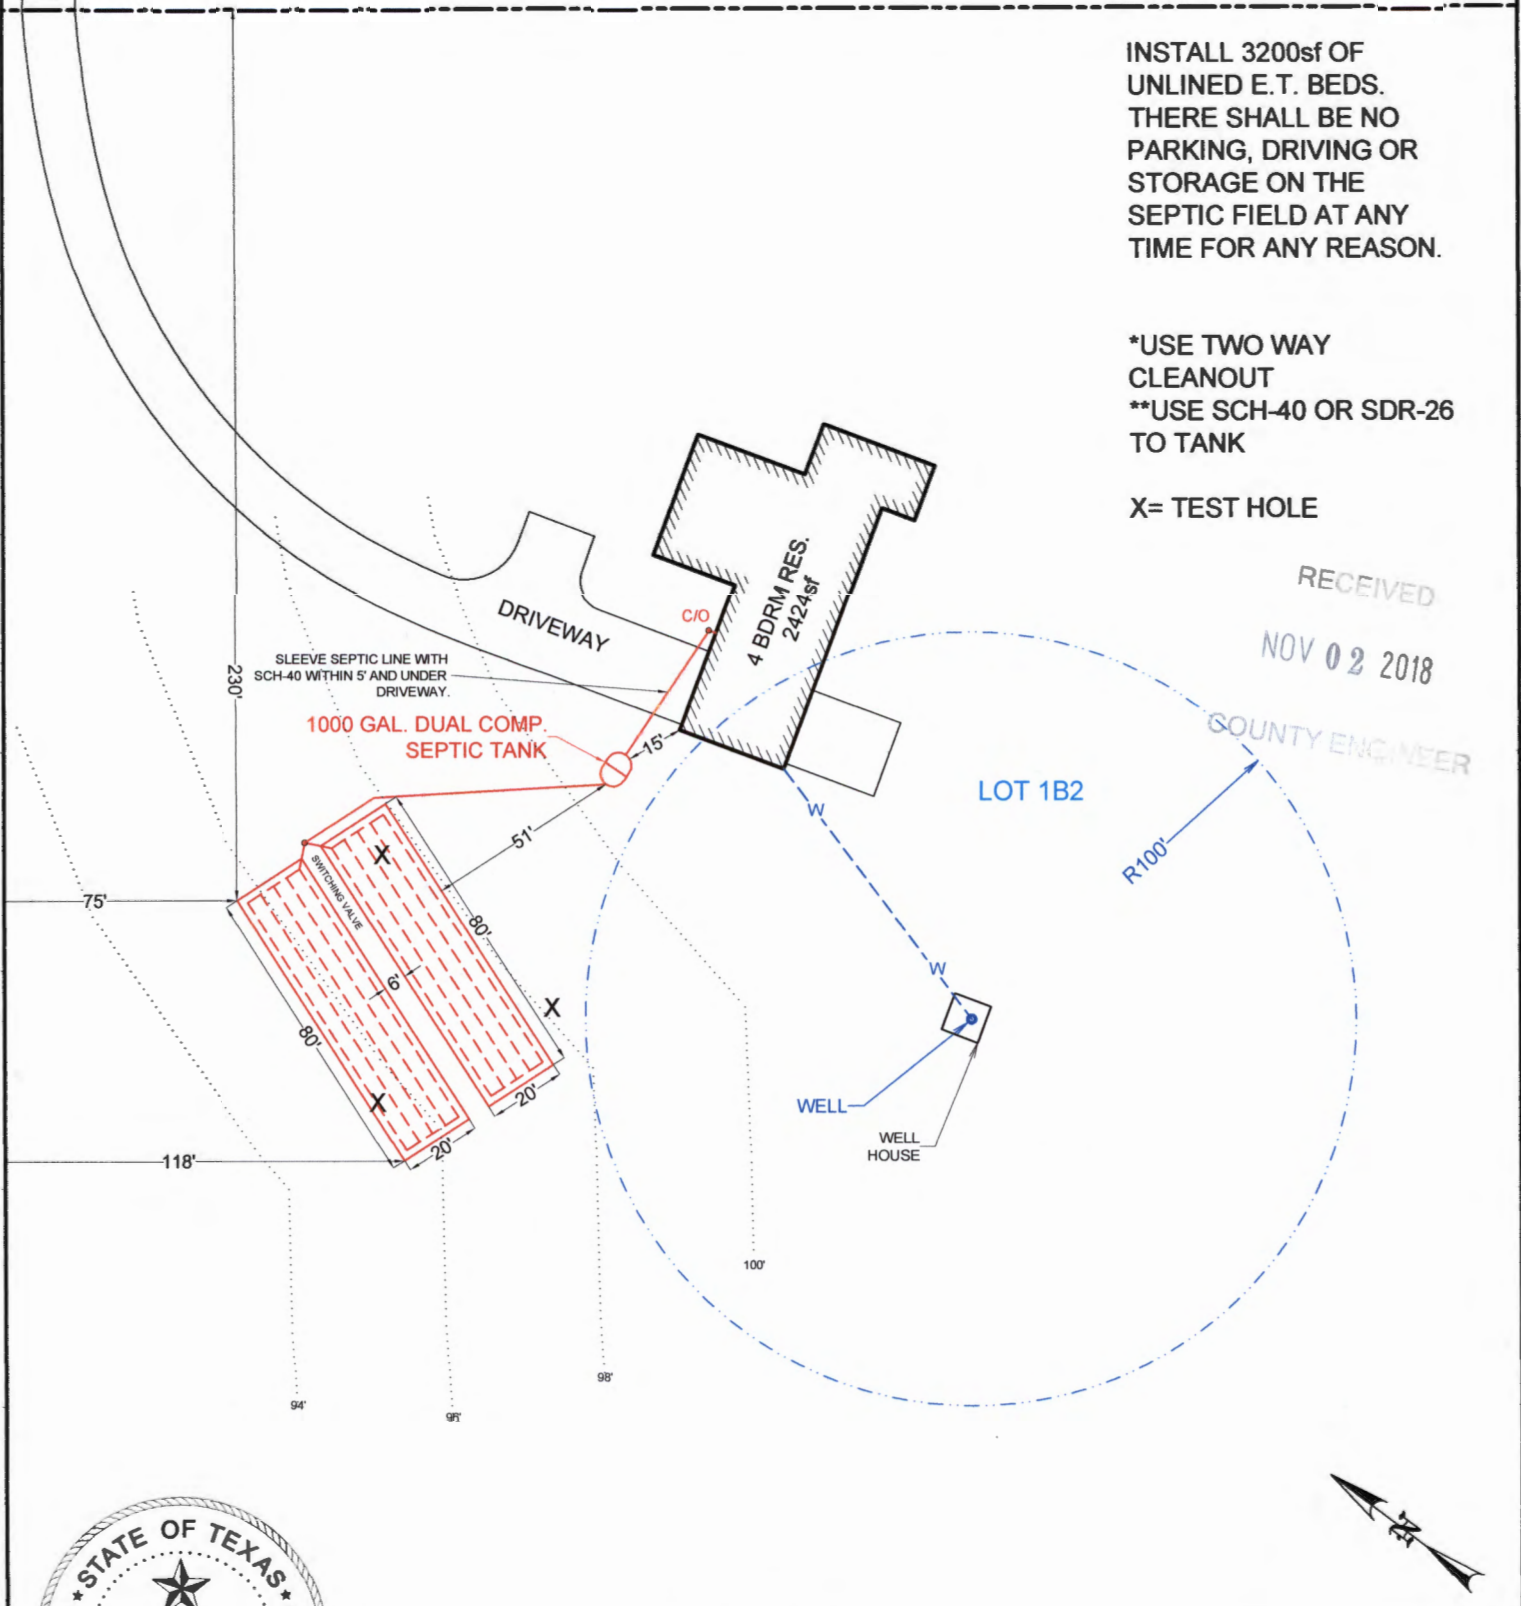 INSTALL 3200sf OF
UNLINED E.T. BEDS.
THERE SHALL BE NO
PARKING, DRIVING OR
STORAGE ON THE
SEPTIC FIELD AT ANY
TIME FOR ANY REASON.
*USE TWO WAY
CLEANOUT
**USE SCH-40 OR SDR-26
TO TANK
X= TEST HOLE
RECEIVED
NOV 02 2018
COUNTY ENGINEER
4 BDRM RES.
2424sf
DRIVEWAY
C/O
SLEEVE SEPTIC LINE WITH
SCH-40 WITHIN 5' AND UNDER
DRIVEWAY.
230'
1000 GAL. DUAL COMP.
SEPTIC TANK
15'
51'
LOT 1B2
R100'
W
W
SWITCHING VALVE
X
75'
80'
6'
X
80'
X
20'
20'
118'
WELL
WELL
HOUSE
100'
98'
96'
94'
N
STATE OF TEXAS